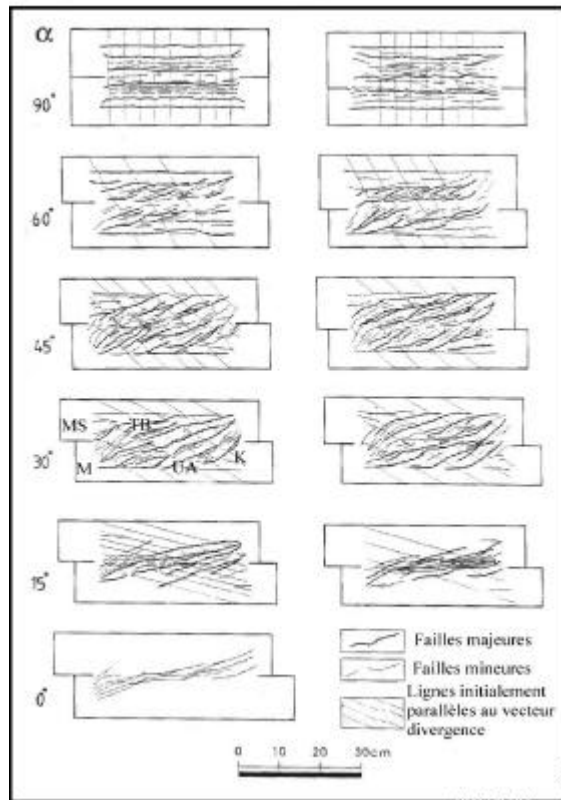 α
90°
60°
45°
MS TB
30°
M UA K
15°
0°
Failles majeures
Failles mineures
Lignes initialement
parallèles au vecteur
divergence
0 10 20 30cm